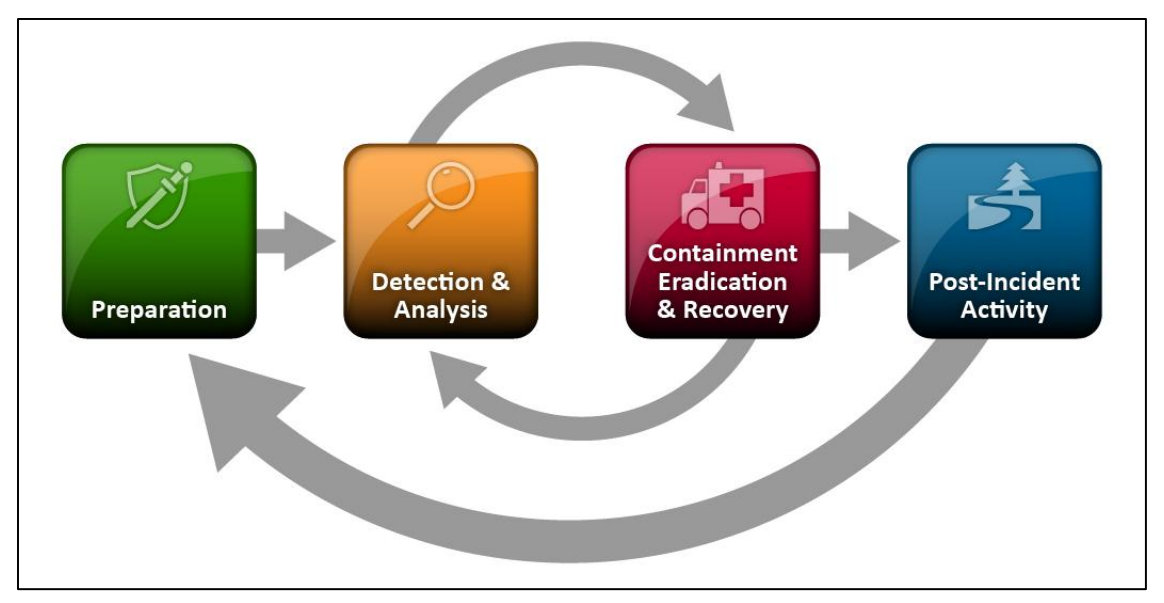 Preparation
Detection &
Analysis
Containment
Eradication
& Recovery
Post-Incident
Activity